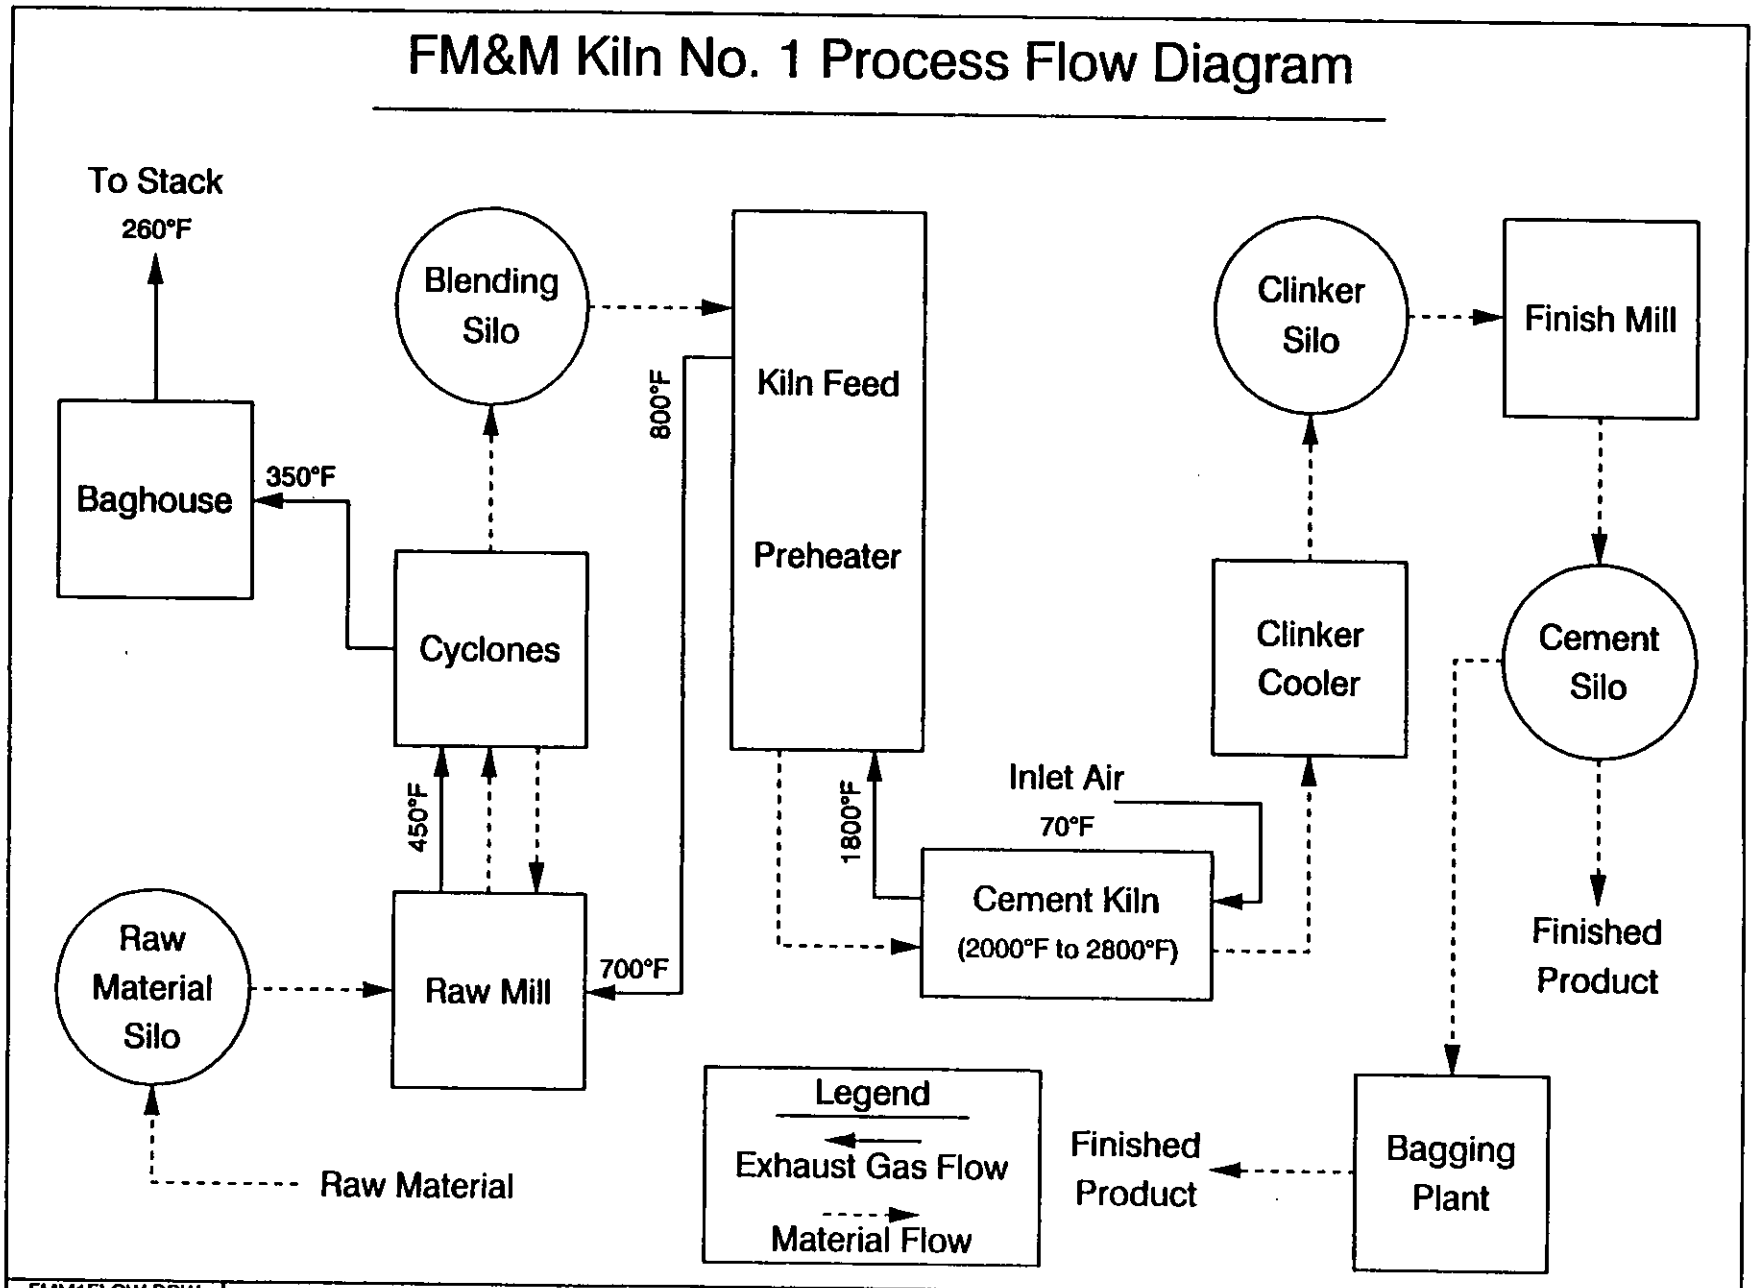 FM&M Kiln No. 1 Process Flow Diagram
To Stack
260°F
Blending
Silo
Kiln Feed
Preheater
Clinker
Silo
Finish Mill
800°F
Baghouse
350°F
Cyclones
Clinker
Cooler
Cement
Silo
450°F
1800°F
Inlet Air
70°F
Cement Kiln
(2000°F to 2800°F)
Raw
Material
Silo
Raw Mill
700°F
Finished
Product
Legend
Exhaust Gas Flow
Material Flow
Finished
Product
Bagging
Plant
Raw Material